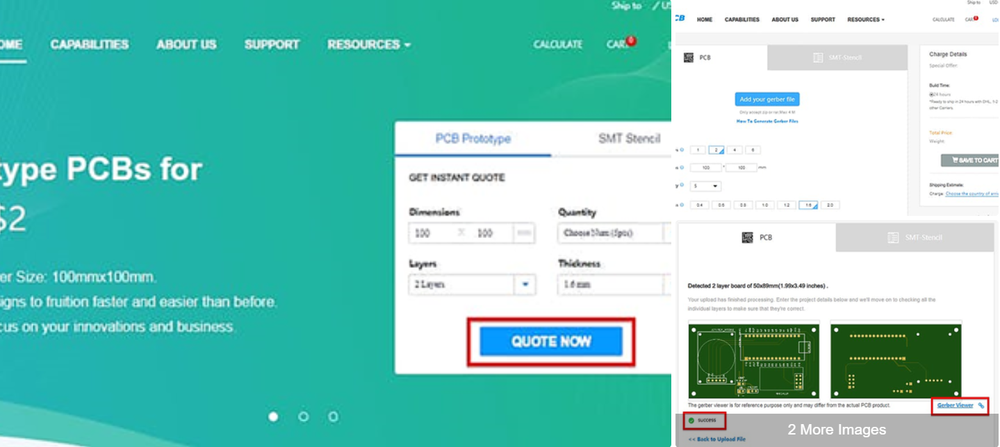 Ship to
OME CAPABILITIES ABOUT US SUPPORT RESOURCES CALCULATE CART
type PCBs for
$2
er Size: 100mmx100mm.
igns to fruition faster and easier than before.
cus on your innovations and business.
PCB Prototype SMT Stencil
GET INSTANT QUOTE
Dimensions Quantity
100 X 100 mm Choose Num (5pcs)
Layers Thickness
2 Layers 1.6 mm
QUOTE NOW
Ship to USD
CB HOME CAPABILITIES ABOUT US SUPPORT RESOURCES CALCULATE CART LO
PCB SMT-Stencil
Add your gerber file
Only accept zip or rar,Max 4 M
How To Generate Gerber Files
1 2 4 6
100 * 100 mm
y 5
0.4 0.6 0.8 1.0 1.2 1.6 2.0
Charge Details
Special Offer:
Build Time:
24 hours
*Ready to ship in 24 hours with DHL, 1-2
other Carriers.
Total Price
Weight:
SAVE TO CART
Shipping Estimate:
Charge: Choose the country of
PCB SMT-Stencil
Detected 2 layer board of 50x89mm(1.99x3.49 inches) .
Your upload has finished processing. Enter the project details below and we'll move on to checking all the
individual layers to make sure that they're correct.
The gerber viewer is for reference purpose only and may differ from the actual PCB product.
Gerber Viewer
success
<< Back to Upload File
2 More Images